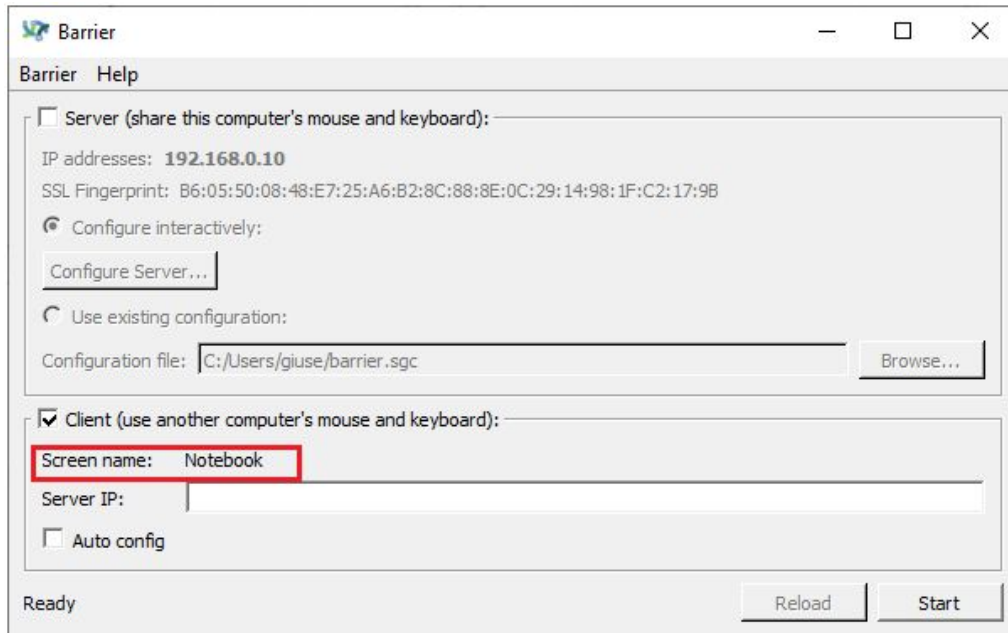 Barrier
Barrier Help
Server (share this computer's mouse and keyboard):
IP addresses: 192.168.0.10
SSL Fingerprint: B6:05:50:08:48:E7:25:A6:B2:8C:88:8E:0C:29:14:98:1F:C2:17:9B
Configure interactively:
Configure Server...
Use existing configuration:
Configuration file: C:/Users/giuse/barrier.sgc Browse...
Client (use another computer's mouse and keyboard):
Screen name: Notebook
Server IP:
Auto config
Ready Reload Start